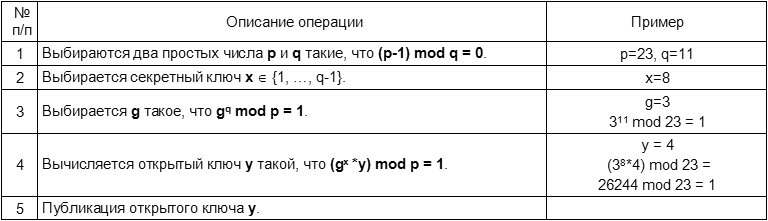 № п/п Описание операции Пример
1 Выбираются два простых числа p и q такие, что (p-1) mod q = 0. p=23, q=11
2 Выбирается секретный ключ x ∈ {1, …, q-1}. x=8
3 Выбирается g такое, что g^q mod p = 1. g=3
3^11 mod 23 = 1
4 Вычисляется открытый ключ y такой, что (g^x *y) mod p = 1. y = 4
(3^8*4) mod 23 =
26244 mod 23 = 1
5 Публикация открытого ключа y.